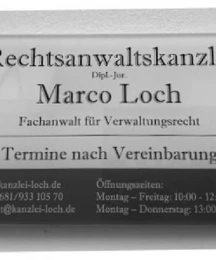 Rechtsanwaltskanzl
Dipl.-Jur.
Marco Loch
Fachanwalt für Verwaltungsrecht
Termine nach Vereinbarung
kanzlei-loch.de Öffnungszeiten:
681/933 105 70 Montag – Freitag: 10:00 - 12:
t@kanzlei-loch.de Montag – Donnerstag: 13:00